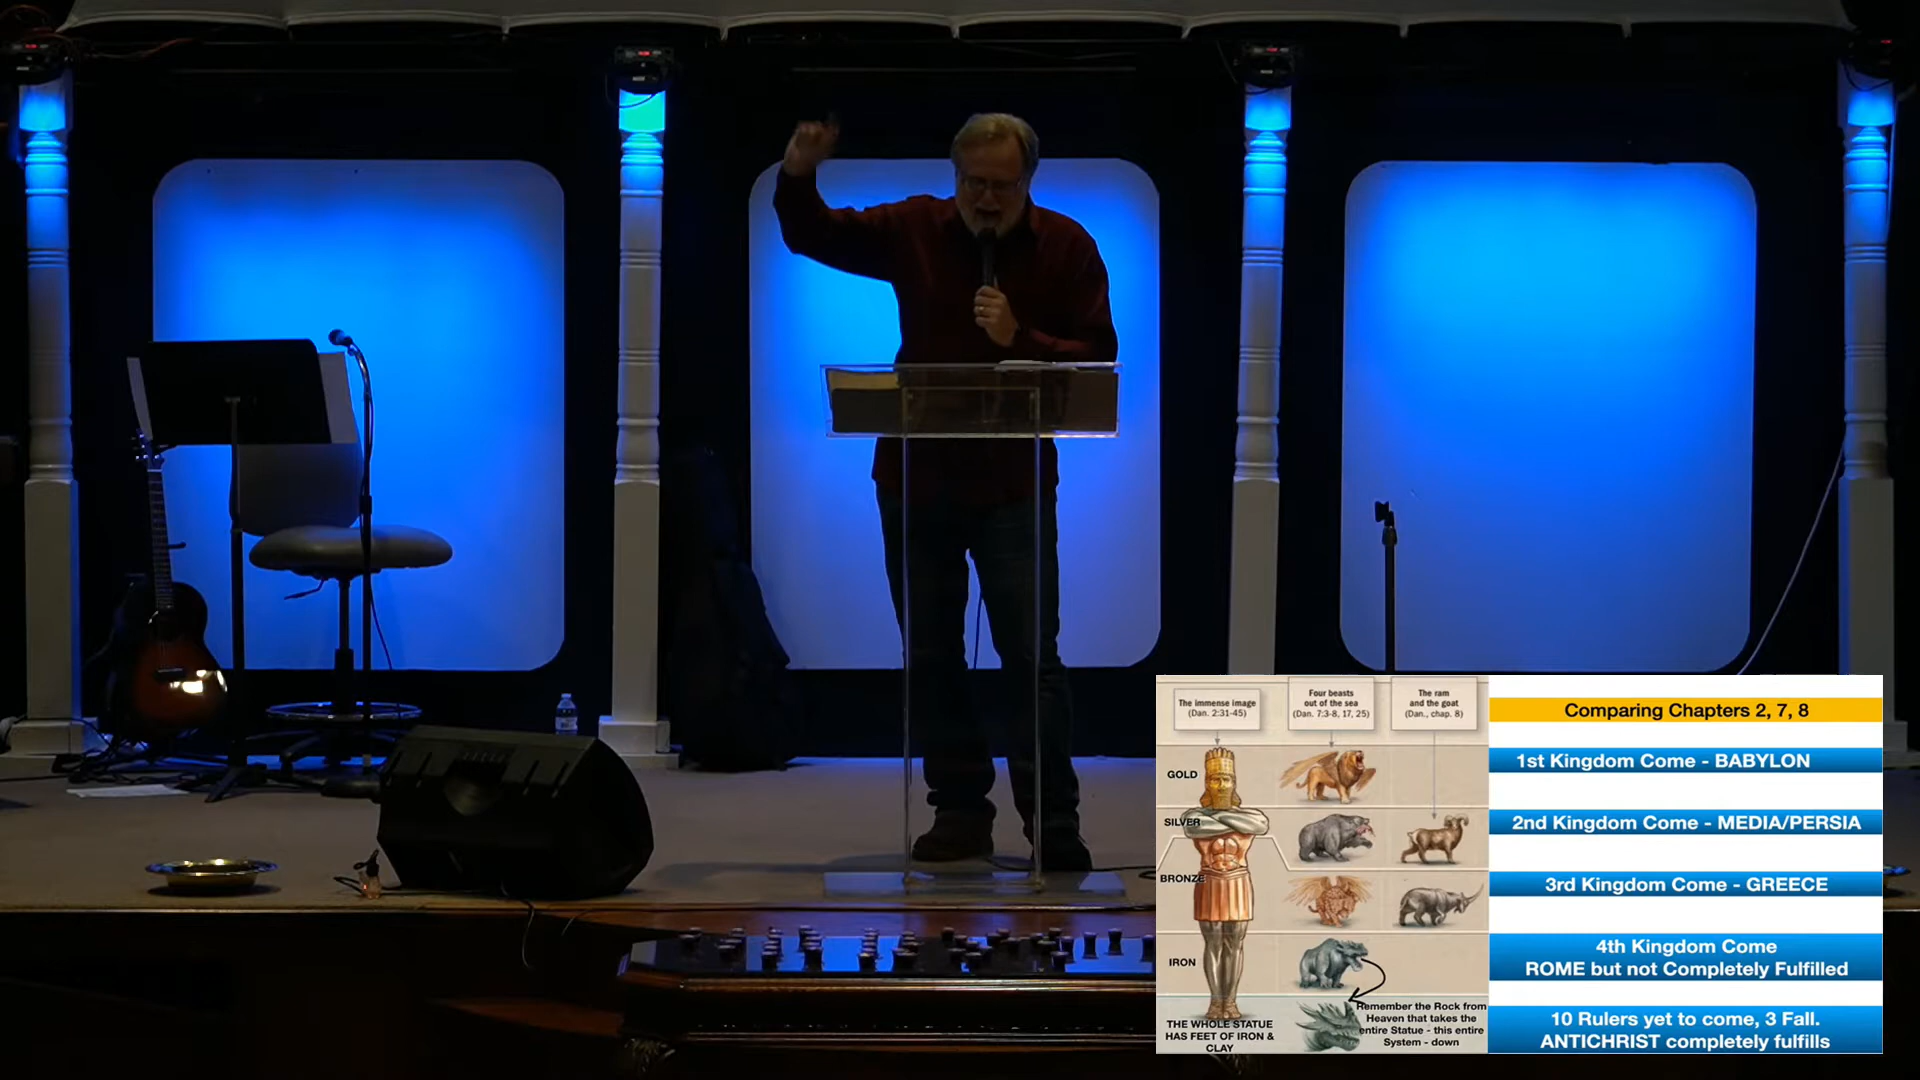 The immense image
(Dan. 2:31-45)
Four beasts
out of the sea
(Dan. 7:3-8, 17, 25)
The ram
and the goat
(Dan., chap. 8)
GOLD
SILVER
BRONZE
IRON
THE WHOLE STATUE
HAS FEET OF IRON &
CLAY
Remember the Rock from
Heaven that takes the
entire Statue - this entire
System - down
Comparing Chapters 2, 7, 8
1st Kingdom Come - BABYLON
2nd Kingdom Come - MEDIA/PERSIA
3rd Kingdom Come - GREECE
4th Kingdom Come
ROME but not Completely Fulfilled
10 Rulers yet to come, 3 Fall.
ANTICHRIST completely fulfills